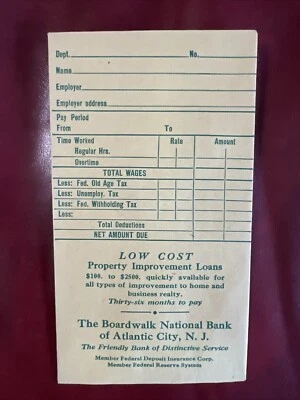 Dept. No.
Name
Employer
Employer address
Pay Period
From To
Time Worked Rate Amount
Regular Hrs.
Overtime
TOTAL WAGES
Less: Fed. Old Age Tax
Less: Unemploy. Tax
Less: Fed. Withholding Tax
Less:
Total Deductions
NET AMOUNT DUE
LOW COST
Property Improvement Loans
$100. to $2500. quickly available for
all types of improvement to home and
business realty.
Thirty-six months to pay
The Boardwalk National Bank
of Atlantic City, N. J.
The Friendly Bank of Distinctive Service
Member Federal Deposit Insurance Corp.
Member Federal Reserve System